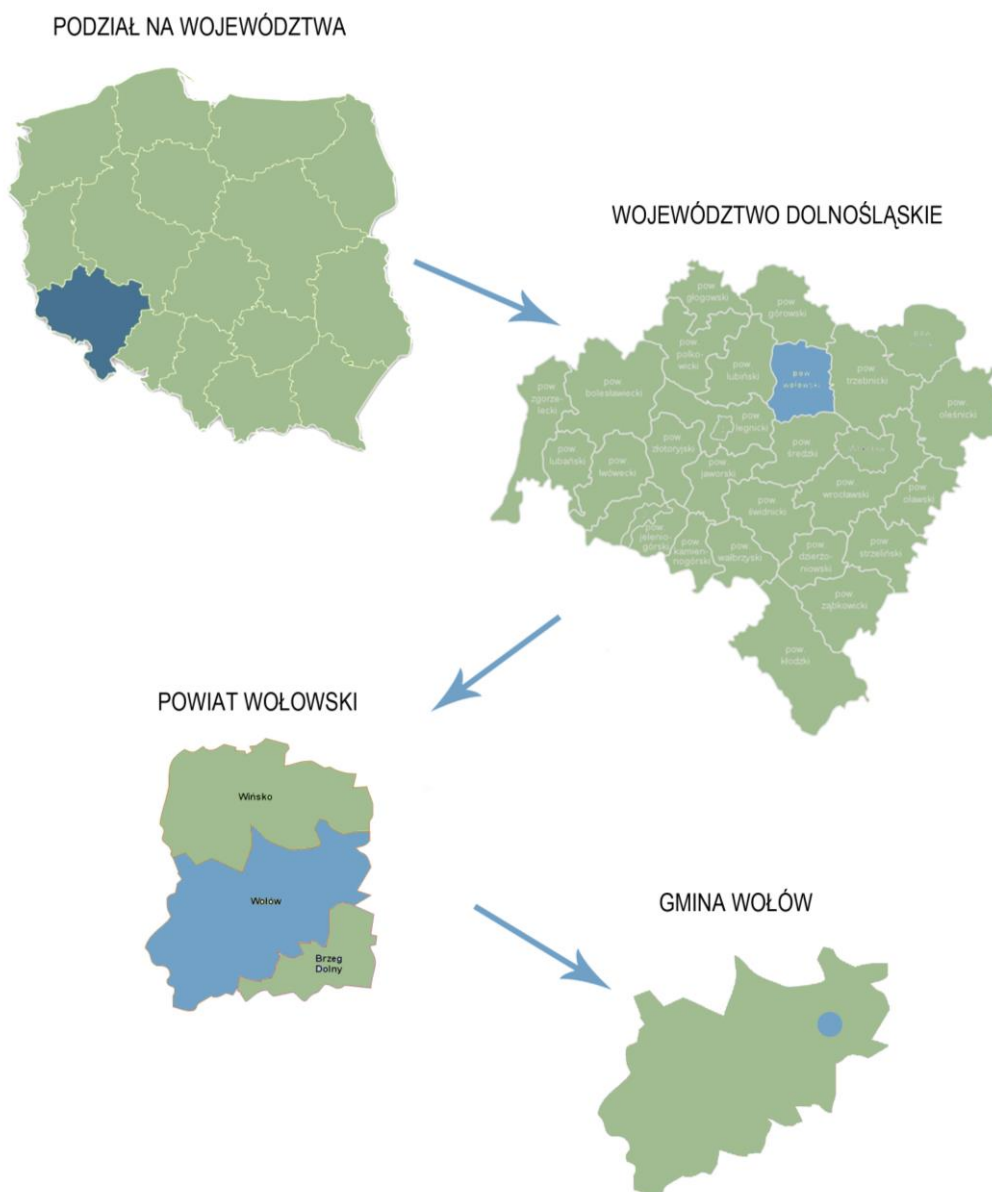 PODZIAŁ NA WOJEWÓDZTWA
WOJEWÓDZTWO DOLNOŚLĄSKIE
pow.
głogowski
pow.
górowski
pow.
polko-
wicki
pow.
lubiński
pow.
wołowski
pow.
trzebnicki
pow.
oleśnicki
pow.
zgorze-
lecki
pow.
bolesławiecki
pow.
legnicki
pow.
lubański
pow.
lwówecki
pow.
złotoryjski
pow.
jaworski
pow.
średzki
pow.
wrocławski
pow.
oławski
pow.
świdnicki
pow.
jelenio-
górski
pow.
kamien-
nogórski
pow.
wałbrzyski
pow.
dzierżo-
niowski
pow.
strzeliński
pow.
ząbkowicki
pow.
kłodzki
POWIAT WOŁOWSKI
Wińsko
Wołów
Brzeg
Dolny
GMINA WOŁÓW